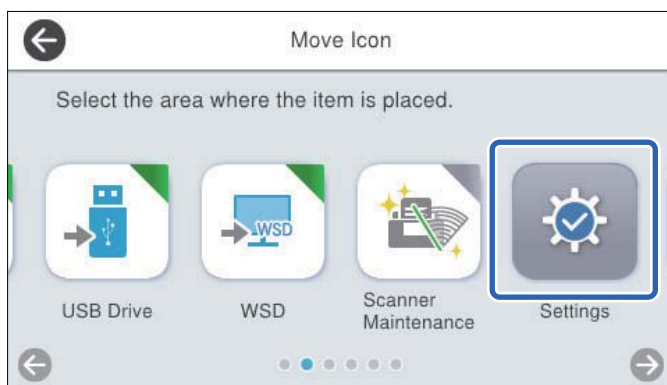 Move Icon
Select the area where the item is placed.
WSD
USB Drive
WSD
Scanner
Maintenance
Settings